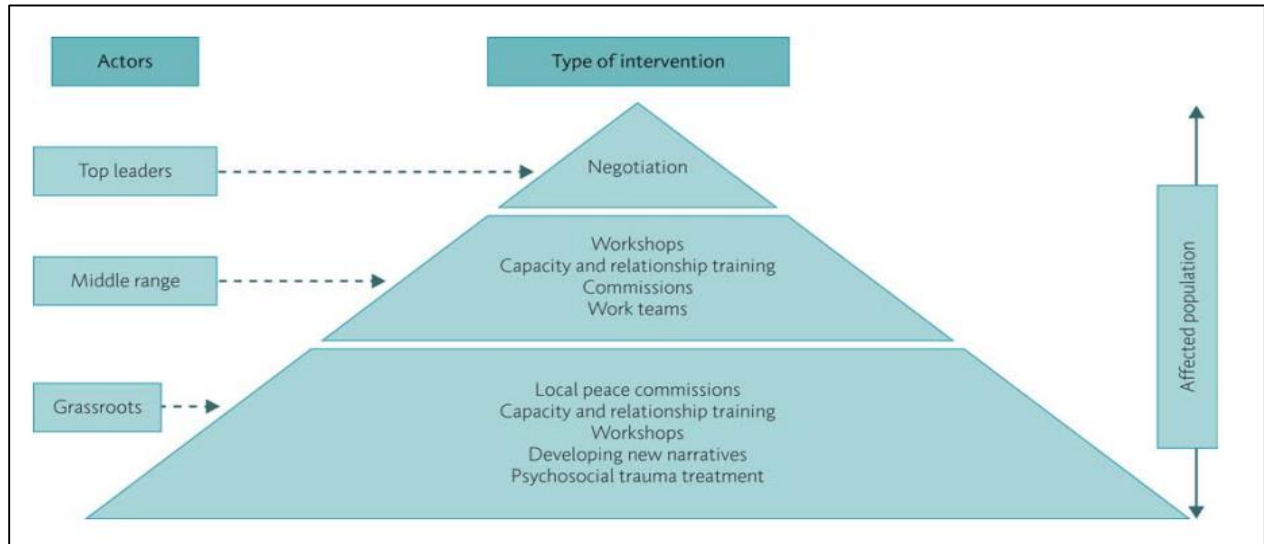 Actors
Type of intervention
Top leaders
Negotiation
Middle range
Workshops
Capacity and relationship training
Commissions
Work teams
Grassroots
Local peace commissions
Capacity and relationship training
Workshops
Developing new narratives
Psychosocial trauma treatment
Affected population